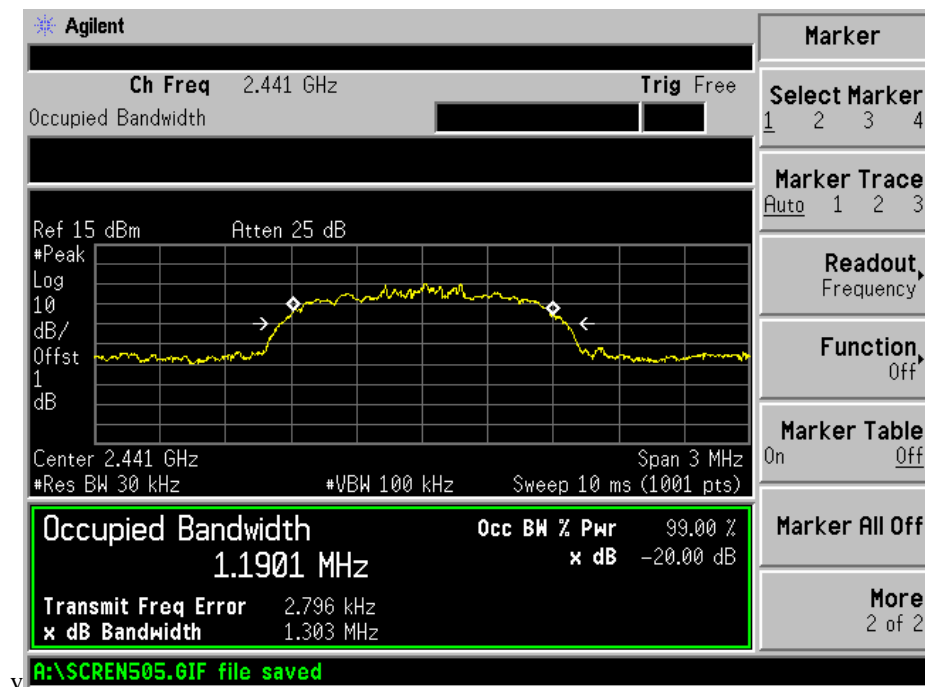 Agilent
Ch Freq 2.441 GHz Trig Free
Occupied Bandwidth
Ref 15 dBm Atten 25 dB
#Peak
Log
10
dB/
Offst
1
dB
Center 2.441 GHz Span 3 MHz
#Res BW 30 kHz #VBW 100 kHz Sweep 10 ms (1001 pts)
Occupied Bandwidth Occ BW % Pwr 99.00 %
1.1901 MHz x dB -20.00 dB
Transmit Freq Error 2.796 kHz
x dB Bandwidth 1.303 MHz
A:\SCREN505.GIF file saved
v
Marker
Select Marker
1 2 3 4
Marker Trace
Auto 1 2 3
Readout
Frequency
Function
Off
Marker Table
On Off
Marker All Off
More
2 of 2